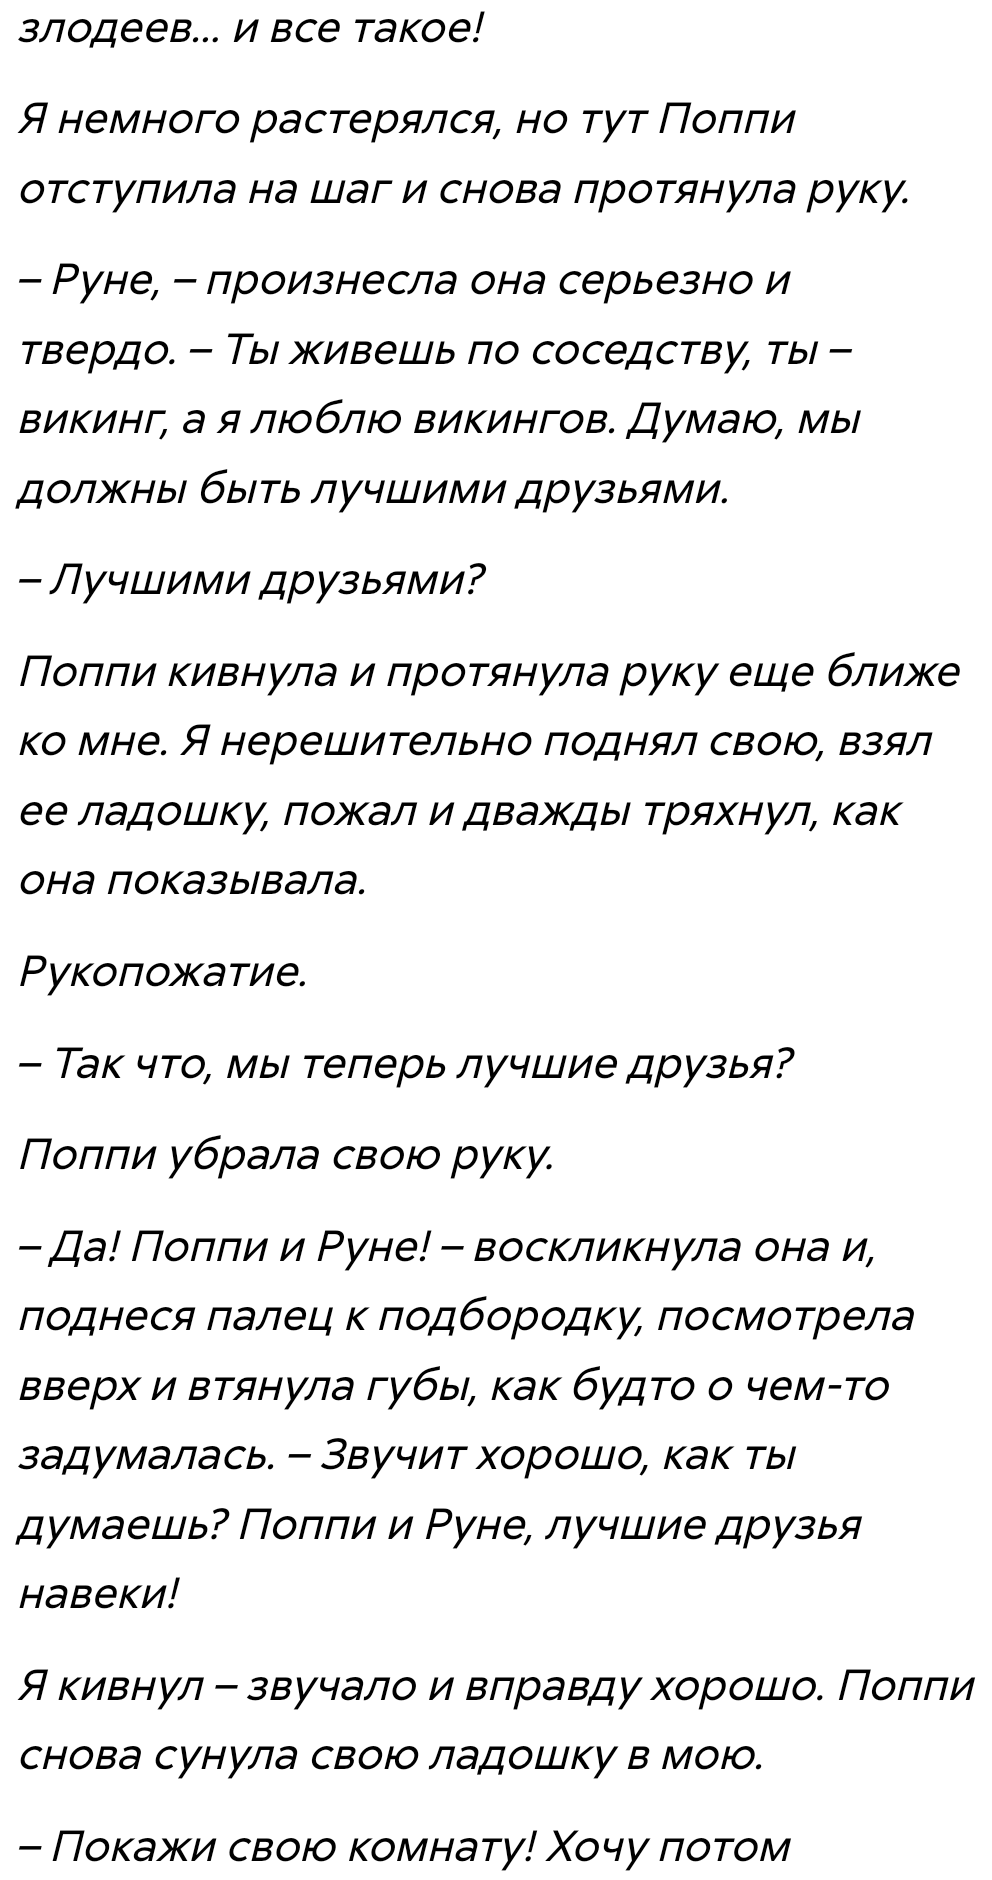 злодеев... и все такое!
Я немного растерялся, но тут Поппи
отступила на шаг и снова протянула руку.
– Руне, – произнесла она серьезно и
твердо. – Ты живешь по соседству, ты –
викинг, а я люблю викингов. Думаю, мы
должны быть лучшими друзьями.
– Лучшими друзьями?
Поппи кивнула и протянула руку еще ближе
ко мне. Я нерешительно поднял свою, взял
ее ладошку, пожал и дважды тряхнул, как
она показывала.
Рукопожатие.
– Так что, мы теперь лучшие друзья?
Поппи убрала свою руку.
– Да! Поппи и Руне! – воскликнула она и,
поднеся палец к подбородку, посмотрела
вверх и втянула губы, как будто о чем-то
задумалась. – Звучит хорошо, как ты
думаешь? Поппи и Руне, лучшие друзья
навеки!
Я кивнул – звучало и вправду хорошо. Поппи
снова сунула свою ладошку в мою.
– Покажи свою комнату! Хочу потом